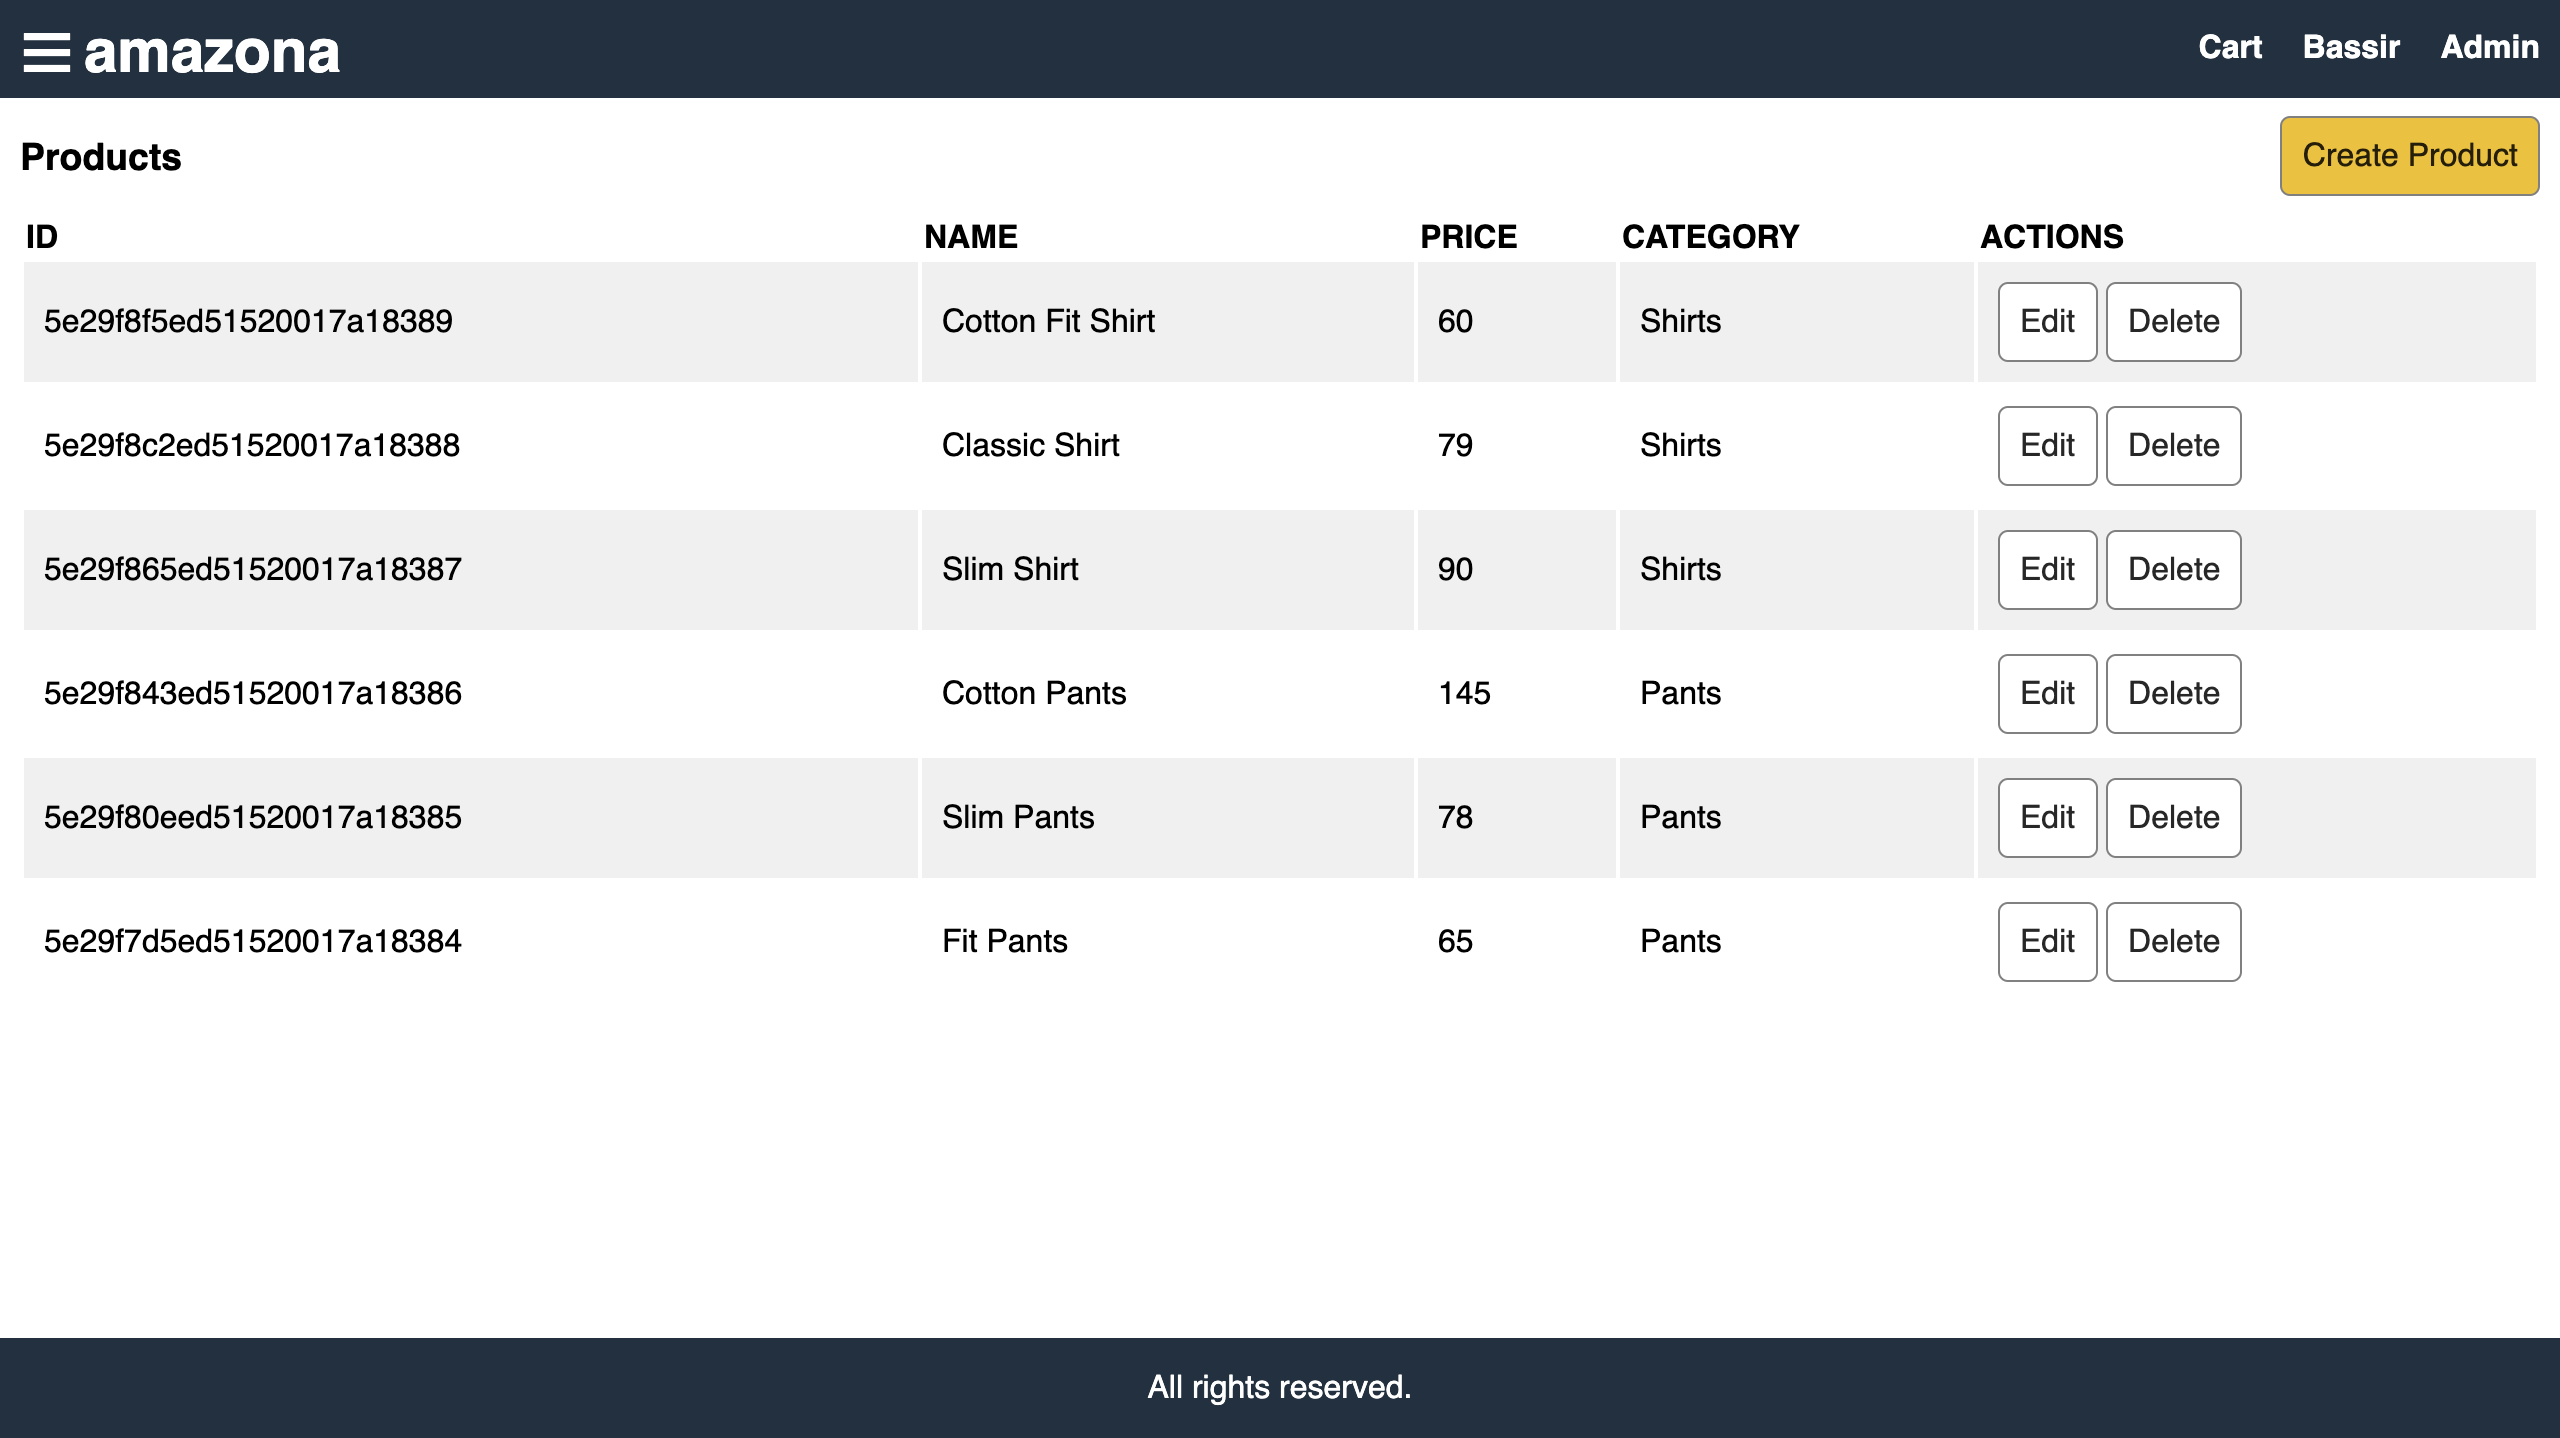 amazona Cart Bassir Admin
Products Create Product
ID NAME PRICE CATEGORY ACTIONS
5e29f8f5ed51520017a18389 Cotton Fit Shirt 60 Shirts Edit Delete
5e29f8c2ed51520017a18388 Classic Shirt 79 Shirts Edit Delete
5e29f865ed51520017a18387 Slim Shirt 90 Shirts Edit Delete
5e29f843ed51520017a18386 Cotton Pants 145 Pants Edit Delete
5e29f80eed51520017a18385 Slim Pants 78 Pants Edit Delete
5e29f7d5ed51520017a18384 Fit Pants 65 Pants Edit Delete
All rights reserved.